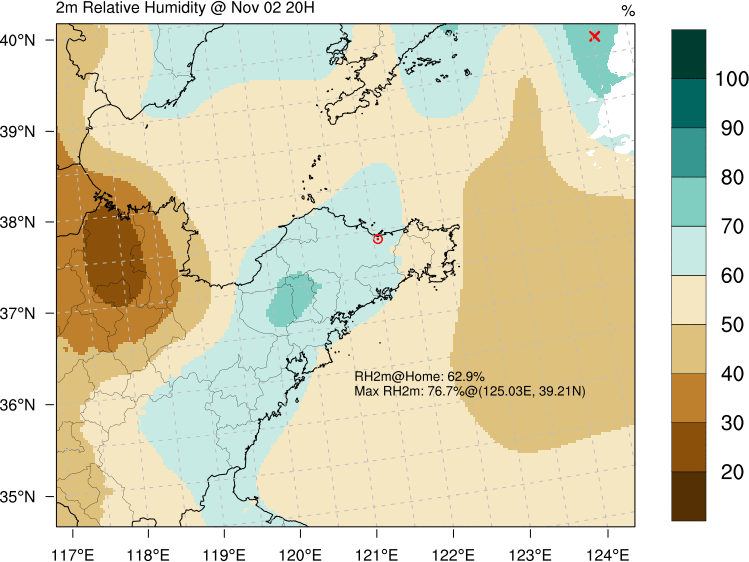 2m Relative Humidity @ Nov 02 20H
%
40°N
39°N
38°N
37°N
36°N
35°N
117°E
118°E
119°E
120°E
121°E
122°E
123°E
124°E
RH2m@Home: 62.9%
Max RH2m: 76.7%@(125.03E, 39.21N)
100
90
80
70
60
50
40
30
20